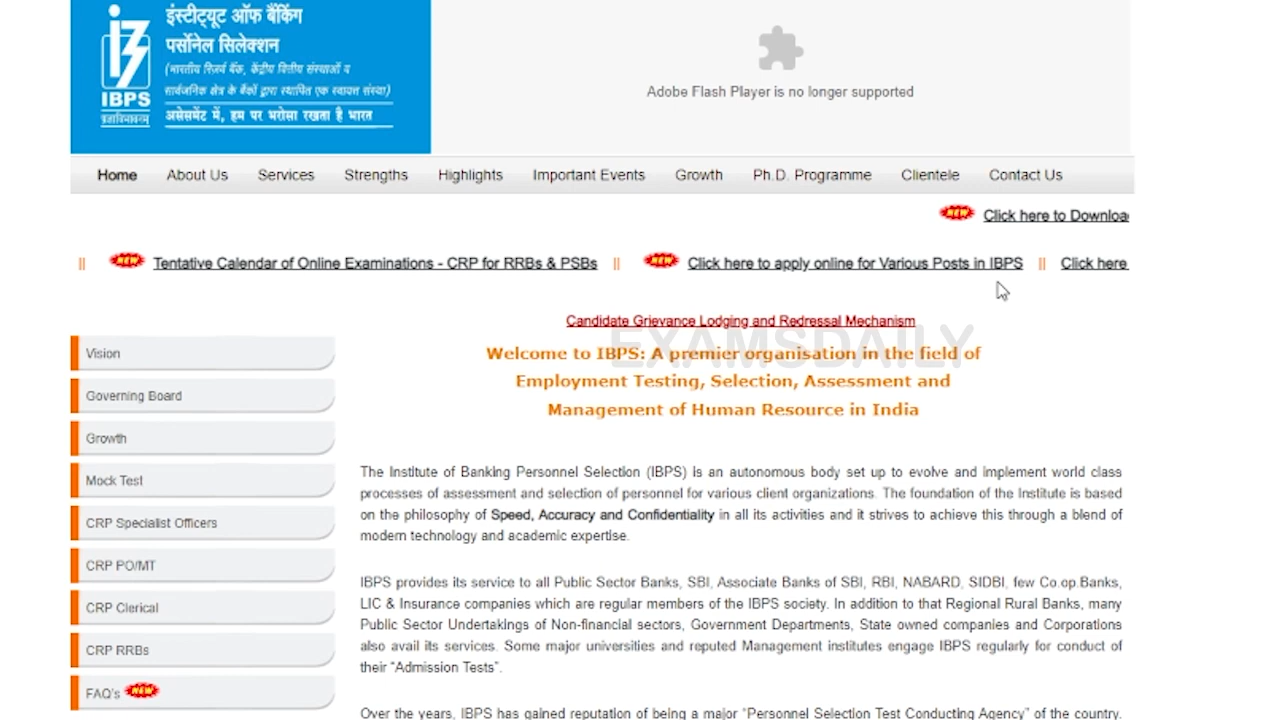 इंस्टीट्यूट ऑफ बैंकिंग
पर्सोनेल सिलेक्शन
(भारतीय रिज़र्व बैंक, केंद्रीय वित्तीय संस्थाओं व
सार्वजनिक क्षेत्र के बैंकों द्वारा स्थापित एक स्वायत्त संस्था)
IBPS
असेसमेंट में, हम पर भरोसा रखता है भारत
Adobe Flash Player is no longer supported
Home About Us Services Strengths Highlights Important Events Growth Ph.D. Programme Clientele Contact Us
NEW Click here to Downloa
|| NEW Tentative Calendar of Online Examinations - CRP for RRBs & PSBs || NEW Click here to apply online for Various Posts in IBPS || Click here
Candidate Grievance Lodging and Redressal Mechanism
EXAMSDAILY
Welcome to IBPS: A premier organisation in the field of
Employment Testing, Selection, Assessment and
Management of Human Resource in India
Vision
Governing Board
Growth
Mock Test
CRP Specialist Officers
CRP PO/MT
CRP Clerical
CRP RRBs
FAQ's NEW
The Institute of Banking Personnel Selection (IBPS) is an autonomous body set up to evolve and implement world class
processes of assessment and selection of personnel for various client organizations. The foundation of the Institute is based
on the philosophy of Speed, Accuracy and Confidentiality in all its activities and it strives to achieve this through a blend of
modern technology and academic expertise.
IBPS provides its service to all Public Sector Banks, SBI, Associate Banks of SBI, RBI, NABARD, SIDBI, few Co.op.Banks,
LIC & Insurance companies which are regular members of the IBPS society. In addition to that Regional Rural Banks, many
Public Sector Undertakings of Non-financial sectors, Government Departments, State owned companies and Corporations
also avail its services. Some major universities and reputed Management institutes engage IBPS regularly for conduct of
their “Admission Tests”.
Over the years, IBPS has gained reputation of being a major “Personnel Selection Test Conducting Agency” of the country.